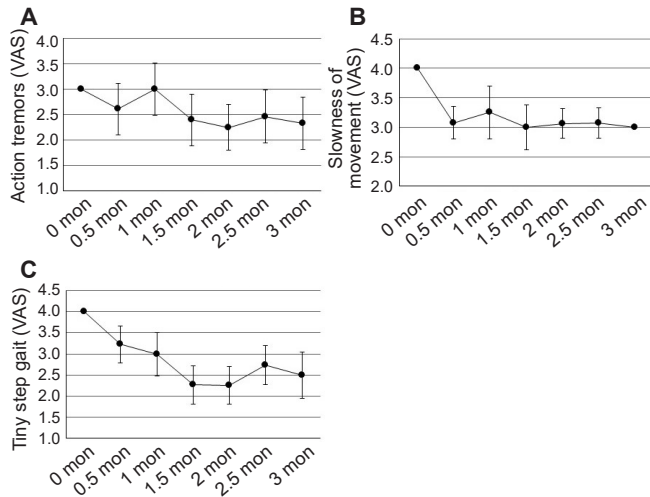 A
Action tremors (VAS)
4.0
3.5
3.0
2.5
2.0
1.5
1.0
0 mon
0.5 mon
1 mon
1.5 mon
2 mon
2.5 mon
3 mon
B
Slowness of
movement (VAS)
4.5
4.0
3.5
3.0
2.5
2.0
0 mon
0.5 mon
1 mon
1.5 mon
2 mon
2.5 mon
3 mon
C
Tiny step gait (VAS)
4.5
4.0
3.5
3.0
2.5
2.0
1.5
1.0
0 mon
0.5 mon
1 mon
1.5 mon
2 mon
2.5 mon
3 mon